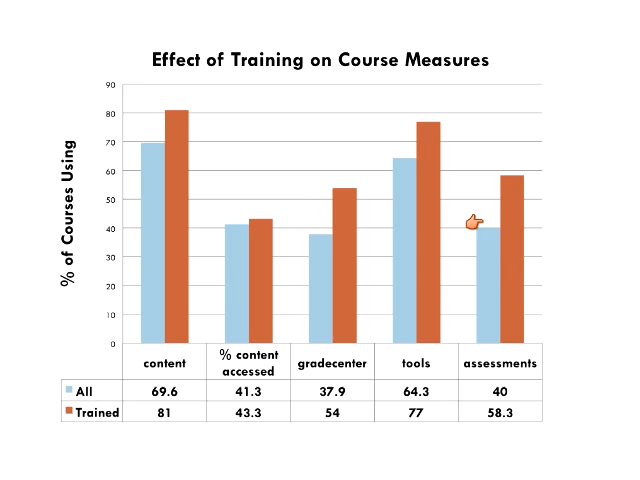 Effect of Training on Course Measures
% of Courses Using
90
80
70
60
50
40
30
20
10
0
content % content accessed gradecenter tools assessments
All 69.6 41.3 37.9 64.3 40
Trained 81 43.3 54 77 58.3